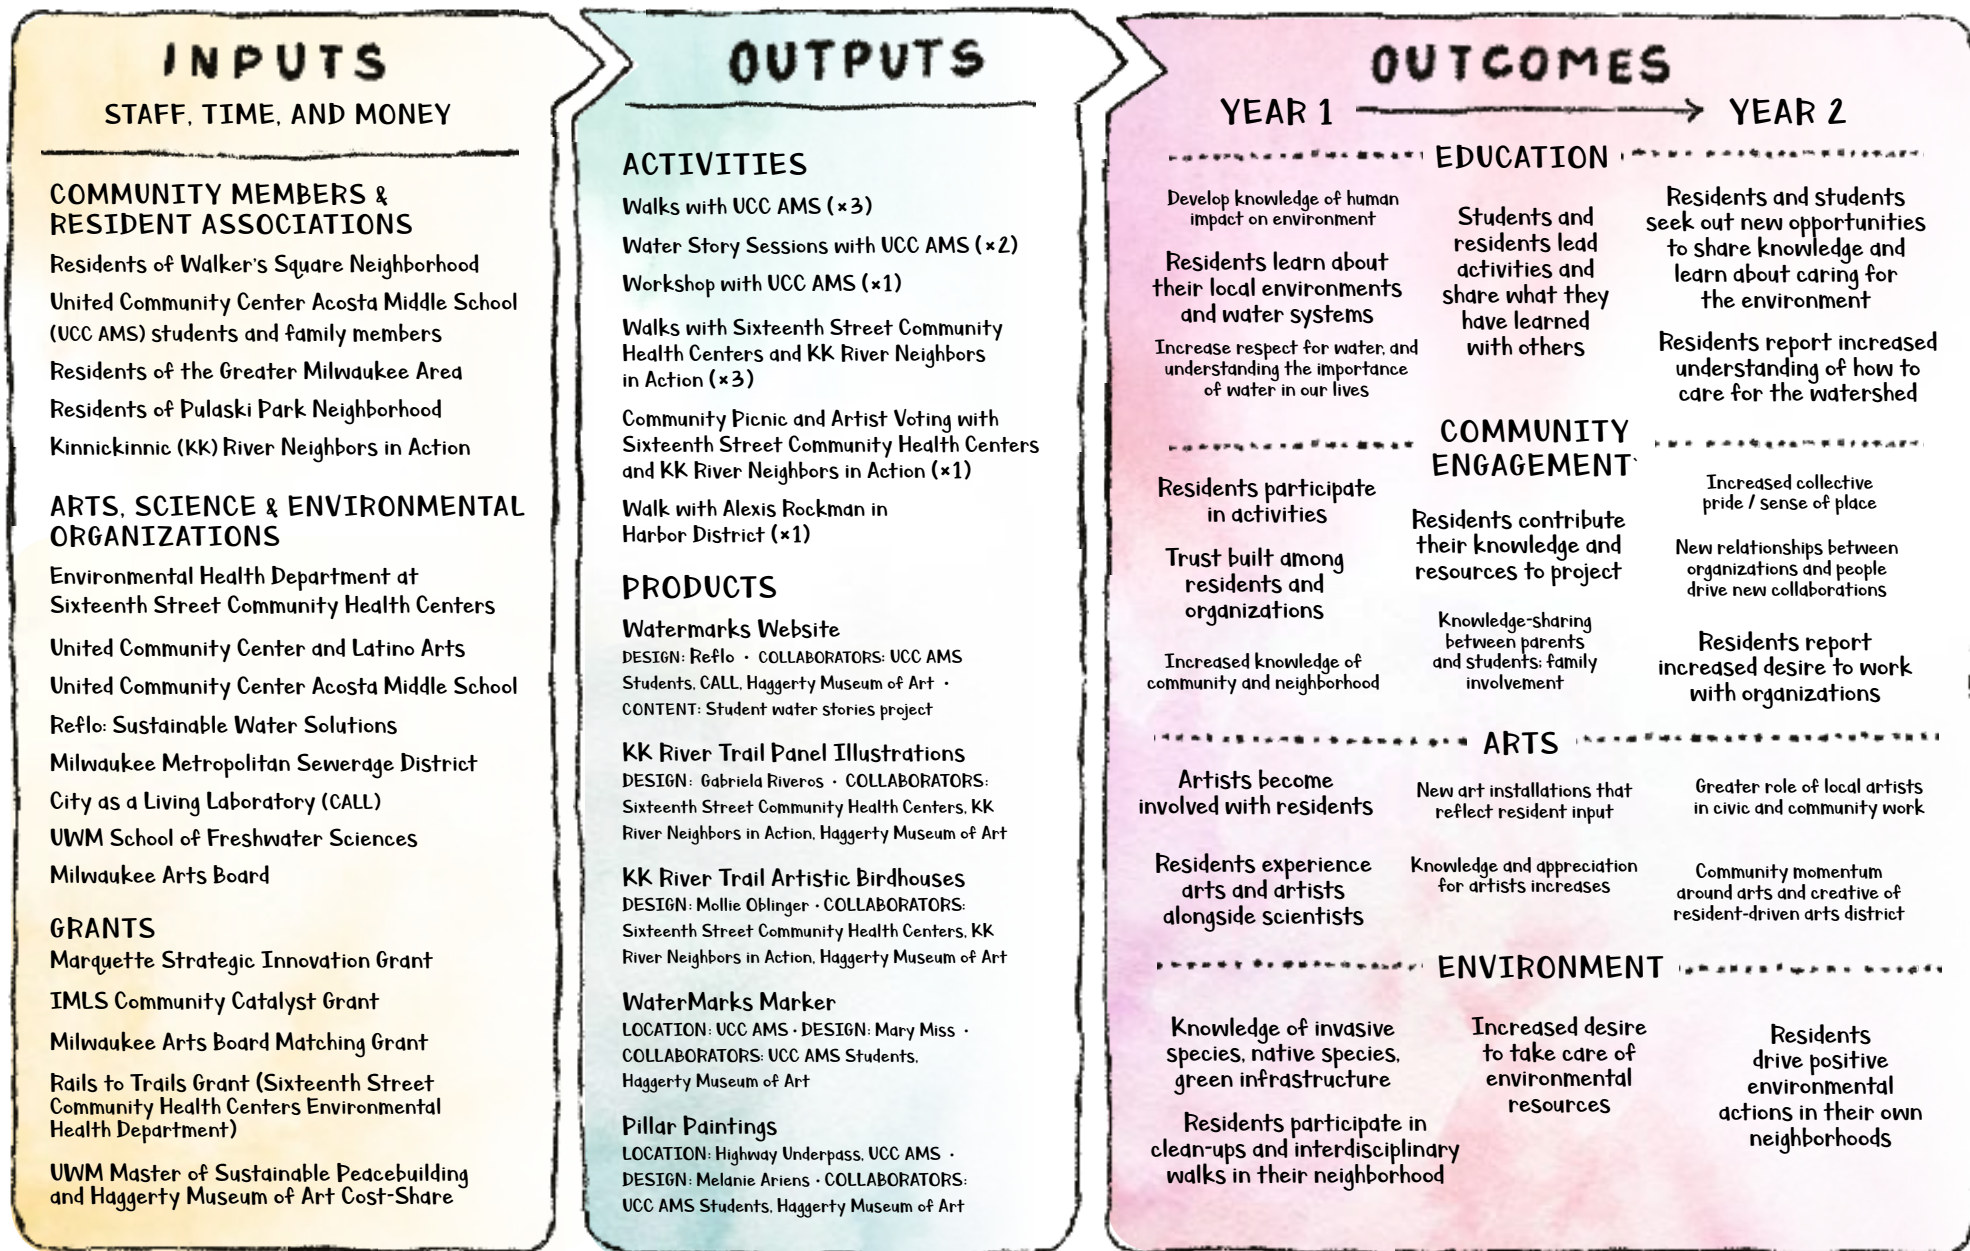 INPUTS
STAFF, TIME, AND MONEY
COMMUNITY MEMBERS &
RESIDENT ASSOCIATIONS
Residents of Walker's Square Neighborhood
United Community Center Acosta Middle School
(UCC AMS) students and family members
Residents of the Greater Milwaukee Area
Residents of Pulaski Park Neighborhood
Kinnickinnic (KK) River Neighbors in Action
ARTS, SCIENCE & ENVIRONMENTAL
ORGANIZATIONS
Environmental Health Department at
Sixteenth Street Community Health Centers
United Community Center and Latino Arts
United Community Center Acosta Middle School
Reflo: Sustainable Water Solutions
Milwaukee Metropolitan Sewerage District
City as a Living Laboratory (CALL)
UWM School of Freshwater Sciences
Milwaukee Arts Board
GRANTS
Marquette Strategic Innovation Grant
IMLS Community Catalyst Grant
Milwaukee Arts Board Matching Grant
Rails to Trails Grant (Sixteenth Street
Community Health Centers Environmental
Health Department)
UWM Master of Sustainable Peacebuilding
and Haggerty Museum of Art Cost-Share
OUTPUTS
ACTIVITIES
Walks with UCC AMS (×3)
Water Story Sessions with UCC AMS (×2)
Workshop with UCC AMS (×1)
Walks with Sixteenth Street Community
Health Centers and KK River Neighbors
in Action (×3)
Community Picnic and Artist Voting with
Sixteenth Street Community Health Centers
and KK River Neighbors in Action (×1)
Walk with Alexis Rockman in
Harbor District (×1)
PRODUCTS
Watermarks Website
DESIGN: Reflo • COLLABORATORS: UCC AMS
Students, CALL, Haggerty Museum of Art •
CONTENT: Student water stories project
KK River Trail Panel Illustrations
DESIGN: Gabriela Riveros • COLLABORATORS:
Sixteenth Street Community Health Centers, KK
River Neighbors in Action, Haggerty Museum of Art
KK River Trail Artistic Birdhouses
DESIGN: Mollie Oblinger • COLLABORATORS:
Sixteenth Street Community Health Centers, KK
River Neighbors in Action, Haggerty Museum of Art
WaterMarks Marker
LOCATION: UCC AMS • DESIGN: Mary Miss •
COLLABORATORS: UCC AMS Students,
Haggerty Museum of Art
Pillar Paintings
LOCATION: Highway Underpass, UCC AMS •
DESIGN: Melanie Ariens • COLLABORATORS:
UCC AMS Students, Haggerty Museum of Art
OUTCOMES
YEAR 1
YEAR 2
EDUCATION
Develop knowledge of human
impact on environment
Residents learn about
their local environments
and water systems
Increase respect for water, and
understanding the importance
of water in our lives
Students and
residents lead
activities and
share what they
have learned
with others
Residents and students
seek out new opportunities
to share knowledge and
learn about caring for
the environment
Residents report increased
understanding of how to
care for the watershed
COMMUNITY
ENGAGEMENT
Residents participate
in activities
Trust built among
residents and
organizations
Increased knowledge of
community and neighborhood
Residents contribute
their knowledge and
resources to project
Knowledge-sharing
between parents
and students; family
involvement
Increased collective
pride / sense of place
New relationships between
organizations and people
drive new collaborations
Residents report
increased desire to work
with organizations
ARTS
Artists become
involved with residents
Residents experience
arts and artists
alongside scientists
New art installations that
reflect resident input
Knowledge and appreciation
for artists increases
Greater role of local artists
in civic and community work
Community momentum
around arts and creative of
resident-driven arts district
ENVIRONMENT
Knowledge of invasive
species, native species,
green infrastructure
Residents participate in
clean-ups and interdisciplinary
walks in their neighborhood
Increased desire
to take care of
environmental
resources
Residents
drive positive
environmental
actions in their own
neighborhoods